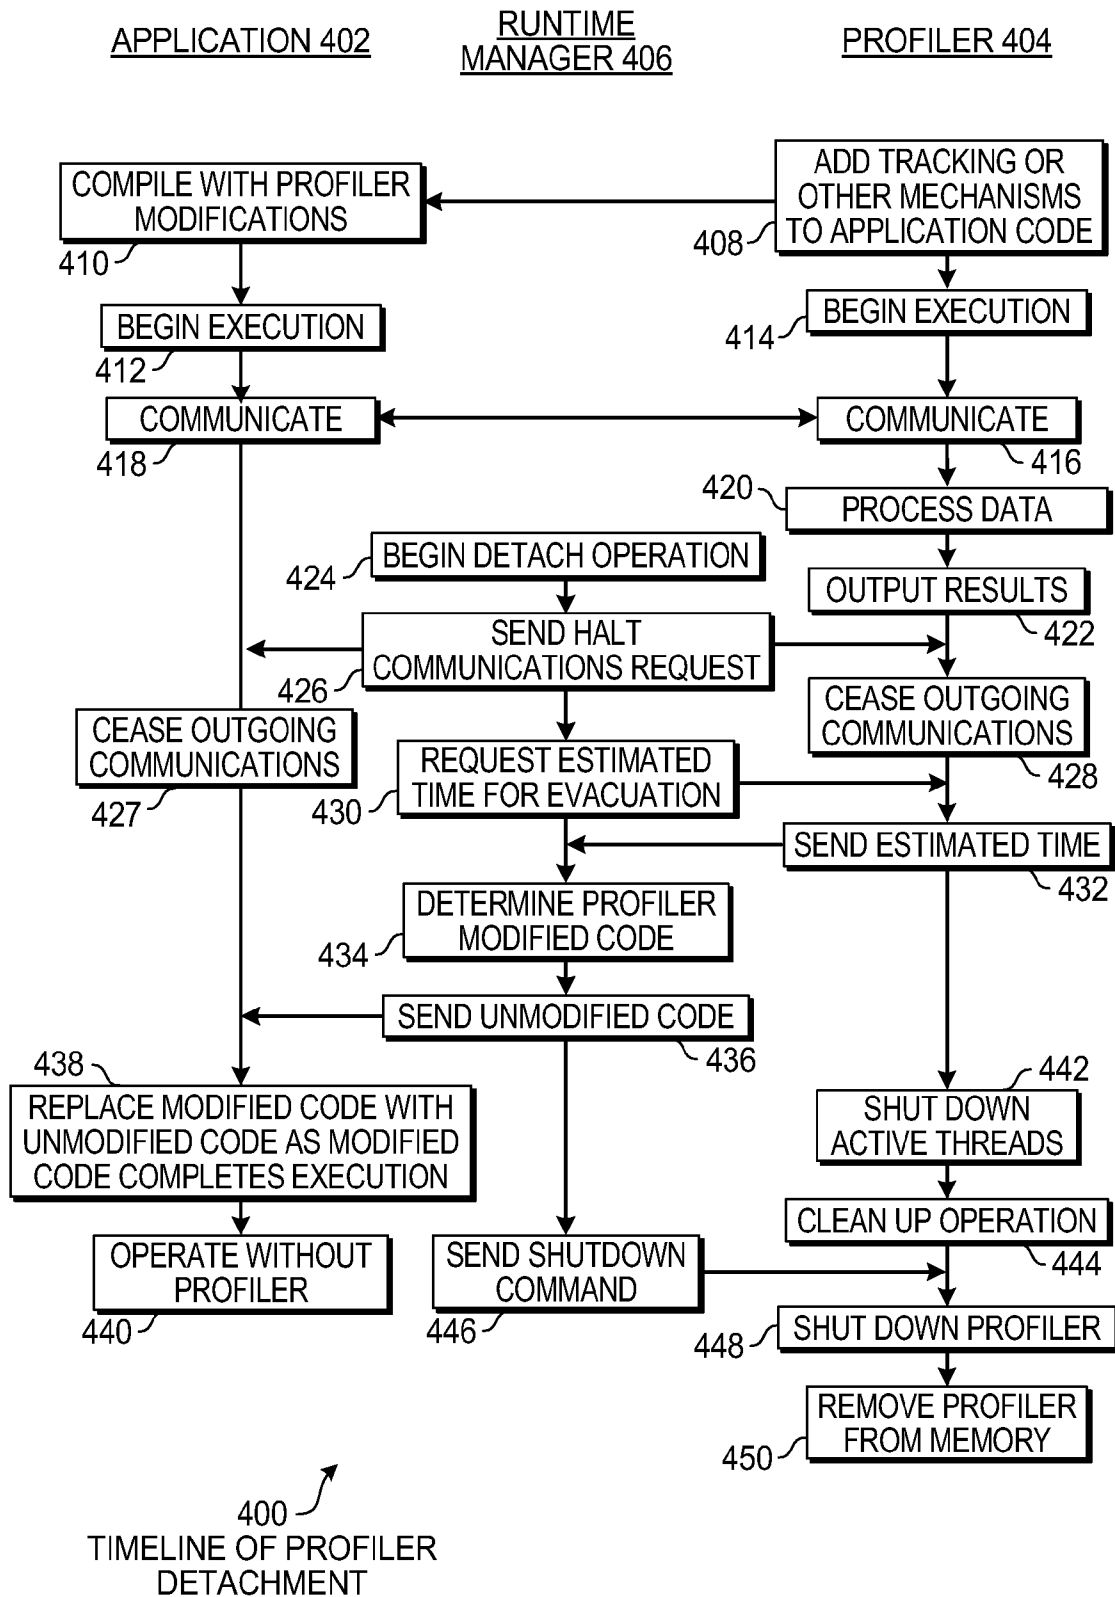 APPLICATION 402
RUNTIME
MANAGER 406
PROFILER 404
COMPILE WITH PROFILER
MODIFICATIONS
410
ADD TRACKING OR
OTHER MECHANISMS
TO APPLICATION CODE
408
BEGIN EXECUTION
412
BEGIN EXECUTION
414
COMMUNICATE
418
COMMUNICATE
416
420
PROCESS DATA
BEGIN DETACH OPERATION
424
OUTPUT RESULTS
422
SEND HALT
COMMUNICATIONS REQUEST
426
CEASE OUTGOING
COMMUNICATIONS
427
CEASE OUTGOING
COMMUNICATIONS
428
REQUEST ESTIMATED
TIME FOR EVACUATION
430
SEND ESTIMATED TIME
432
DETERMINE PROFILER
MODIFIED CODE
434
SEND UNMODIFIED CODE
436
438
REPLACE MODIFIED CODE WITH
UNMODIFIED CODE AS MODIFIED
CODE COMPLETES EXECUTION
442
SHUT DOWN
ACTIVE THREADS
CLEAN UP OPERATION
444
OPERATE WITHOUT
PROFILER
440
SEND SHUTDOWN
COMMAND
446
SHUT DOWN PROFILER
448
REMOVE PROFILER
FROM MEMORY
450
400
TIMELINE OF PROFILER
DETACHMENT